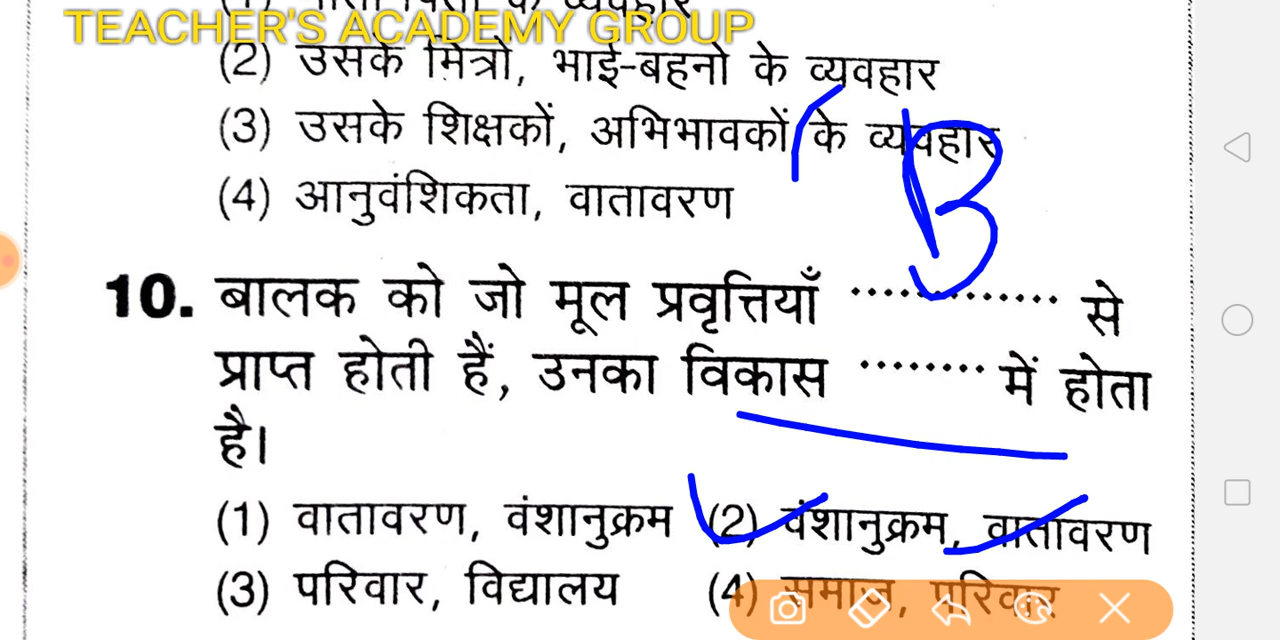 TEACHER'S ACADEMY GROUP
(2) उसके मित्रों, भाई-बहनो के व्यवहार
(3) उसके शिक्षकों, अभिभावकों के व्यवहार
(4) आनुवंशिकता, वातावरण
B
10. बालक को जो मूल प्रवृत्तियाँ ············· से
प्राप्त होती हैं, उनका विकास ········ में होता
है।
(1) वातावरण, वंशानुक्रम (2) वंशानुक्रम, वातावरण
(3) परिवार, विद्यालय (4) समाज, परिवार